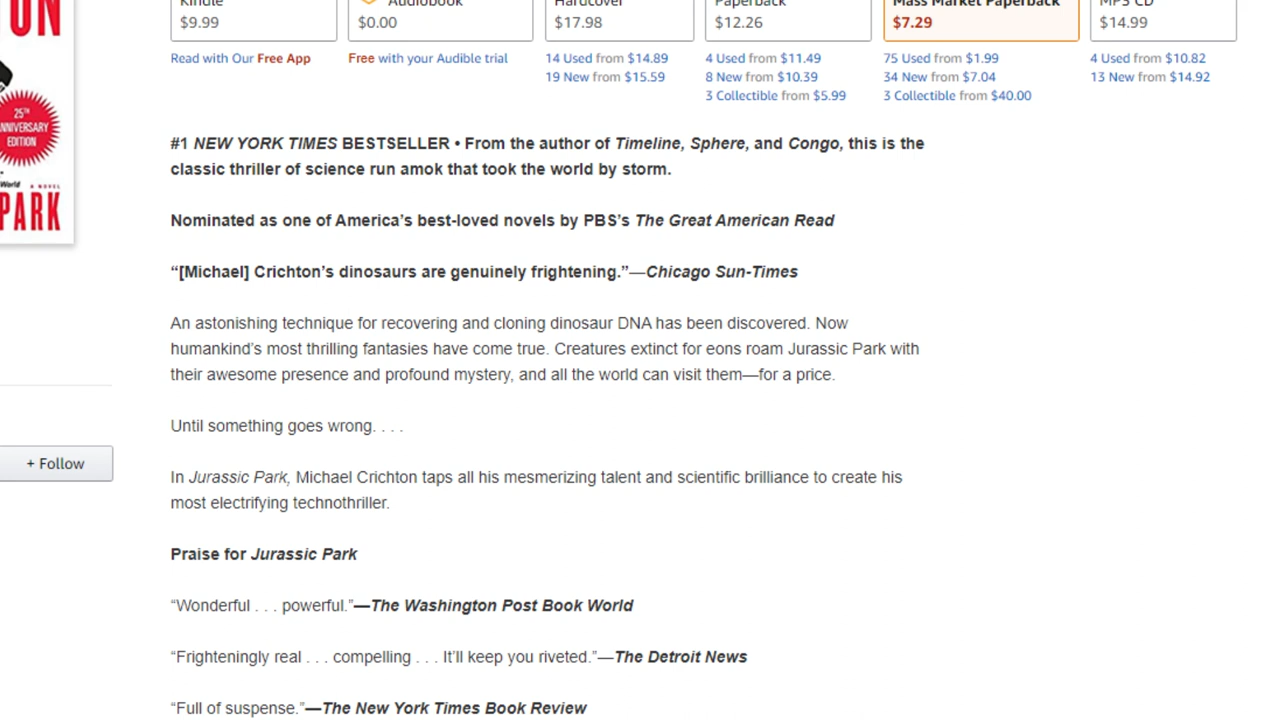 Kindle
$9.99
Audiobook
$0.00
Hardcover
$17.98
Paperback
$12.26
Mass Market Paperback
$7.29
MP3 CD
$14.99
Read with Our Free App
Free with your Audible trial
14 Used from $14.89
19 New from $15.59
4 Used from $11.49
8 New from $10.39
3 Collectible from $5.99
75 Used from $1.99
34 New from $7.04
3 Collectible from $40.00
4 Used from $10.82
13 New from $14.92
ON
25TH
ANNIVERSARY
EDITION
World
A NOVEL
PARK
+ Follow
#1 NEW YORK TIMES BESTSELLER • From the author of Timeline, Sphere, and Congo, this is the
classic thriller of science run amok that took the world by storm.
Nominated as one of America’s best-loved novels by PBS’s The Great American Read
“[Michael] Crichton’s dinosaurs are genuinely frightening.”—Chicago Sun-Times
An astonishing technique for recovering and cloning dinosaur DNA has been discovered. Now
humankind’s most thrilling fantasies have come true. Creatures extinct for eons roam Jurassic Park with
their awesome presence and profound mystery, and all the world can visit them—for a price.
Until something goes wrong. . . .
In Jurassic Park, Michael Crichton taps all his mesmerizing talent and scientific brilliance to create his
most electrifying technothriller.
Praise for Jurassic Park
“Wonderful . . . powerful.”—The Washington Post Book World
“Frighteningly real . . . compelling . . . It’ll keep you riveted.”—The Detroit News
“Full of suspense.”—The New York Times Book Review